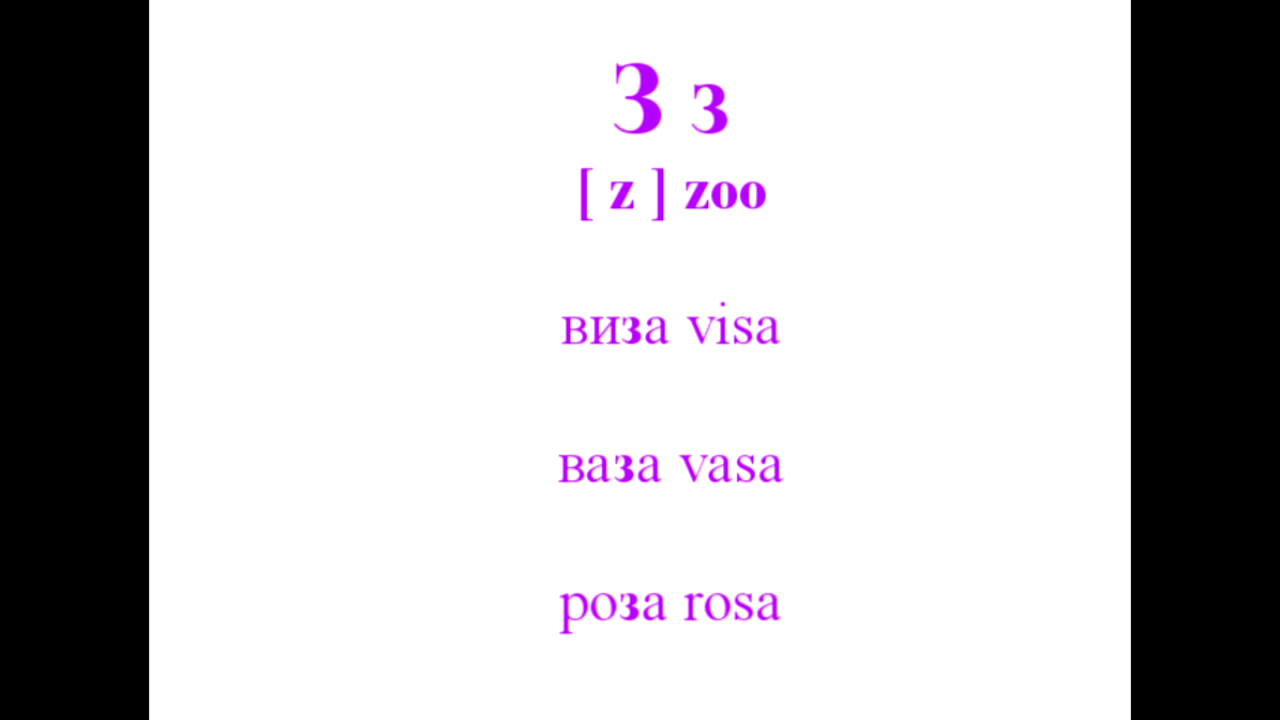 З з
[ z ] zoo
виза visa
ваза vasa
роза rosa